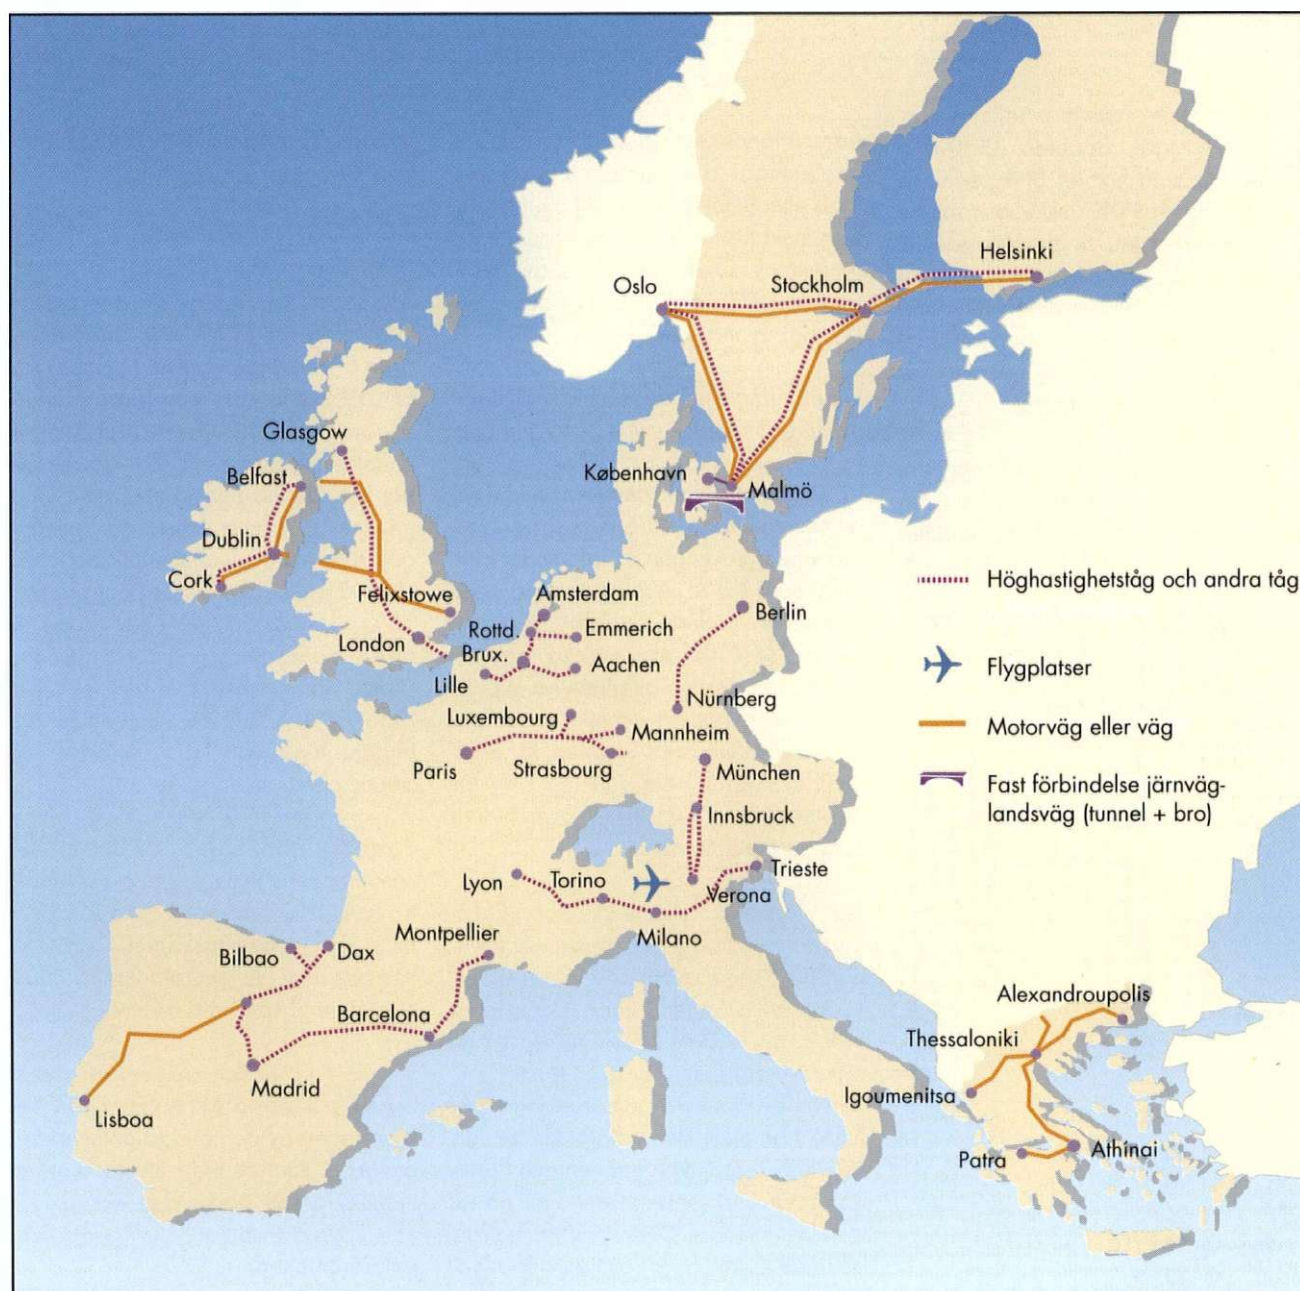 Helsinki
Oslo
Stockholm
Glasgow
Belfast
København
Malmö
Dublin
Cork
Felixstowe
Amsterdam
Berlin
London
Rottd.
Emmerich
Brux.
Aachen
Lille
Nürnberg
Luxembourg
Mannheim
Paris
Strasbourg
München
Innsbruck
Lyon
Torino
Trieste
Verona
Montpellier
Milano
Bilbao
Dax
Barcelona
Madrid
Lisboa
Alexandroupolis
Thessaloniki
Igoumenitsa
Patra
Athínai
Höghastighetståg och andra tåg
Flygplatser
Motorväg eller väg
Fast förbindelse järnväg-
landsväg (tunnel + bro)